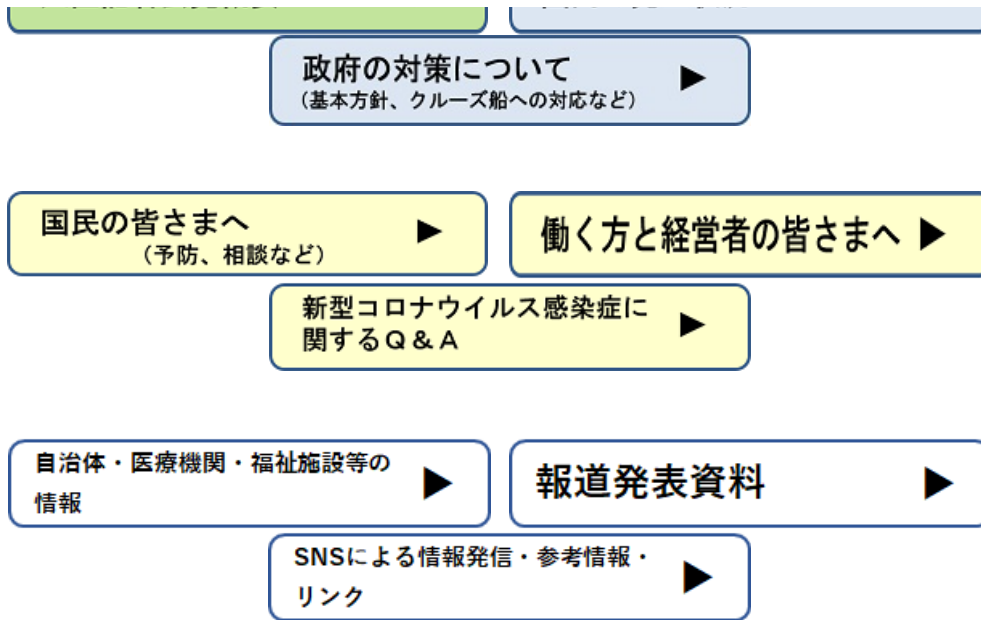 政府の対策について
(基本方針、クルーズ船への対応など)
国民の皆さまへ
(予防、相談など)
働く方と経営者の皆さまへ
新型コロナウイルス感染症に
関するQ&A
自治体・医療機関・福祉施設等の
情報
報道発表資料
SNSによる情報発信・参考情報・
リンク